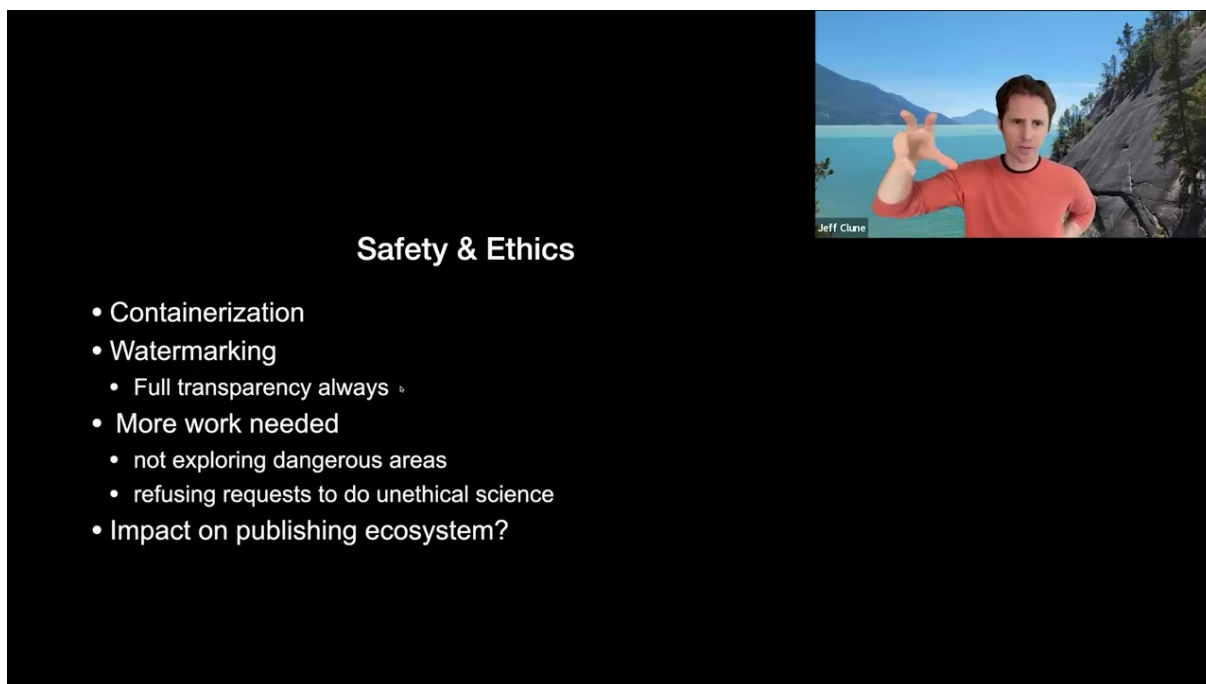 Jeff Clune
Safety & Ethics
• Containerization
• Watermarking
• Full transparency always
• More work needed
• not exploring dangerous areas
• refusing requests to do unethical science
• Impact on publishing ecosystem?